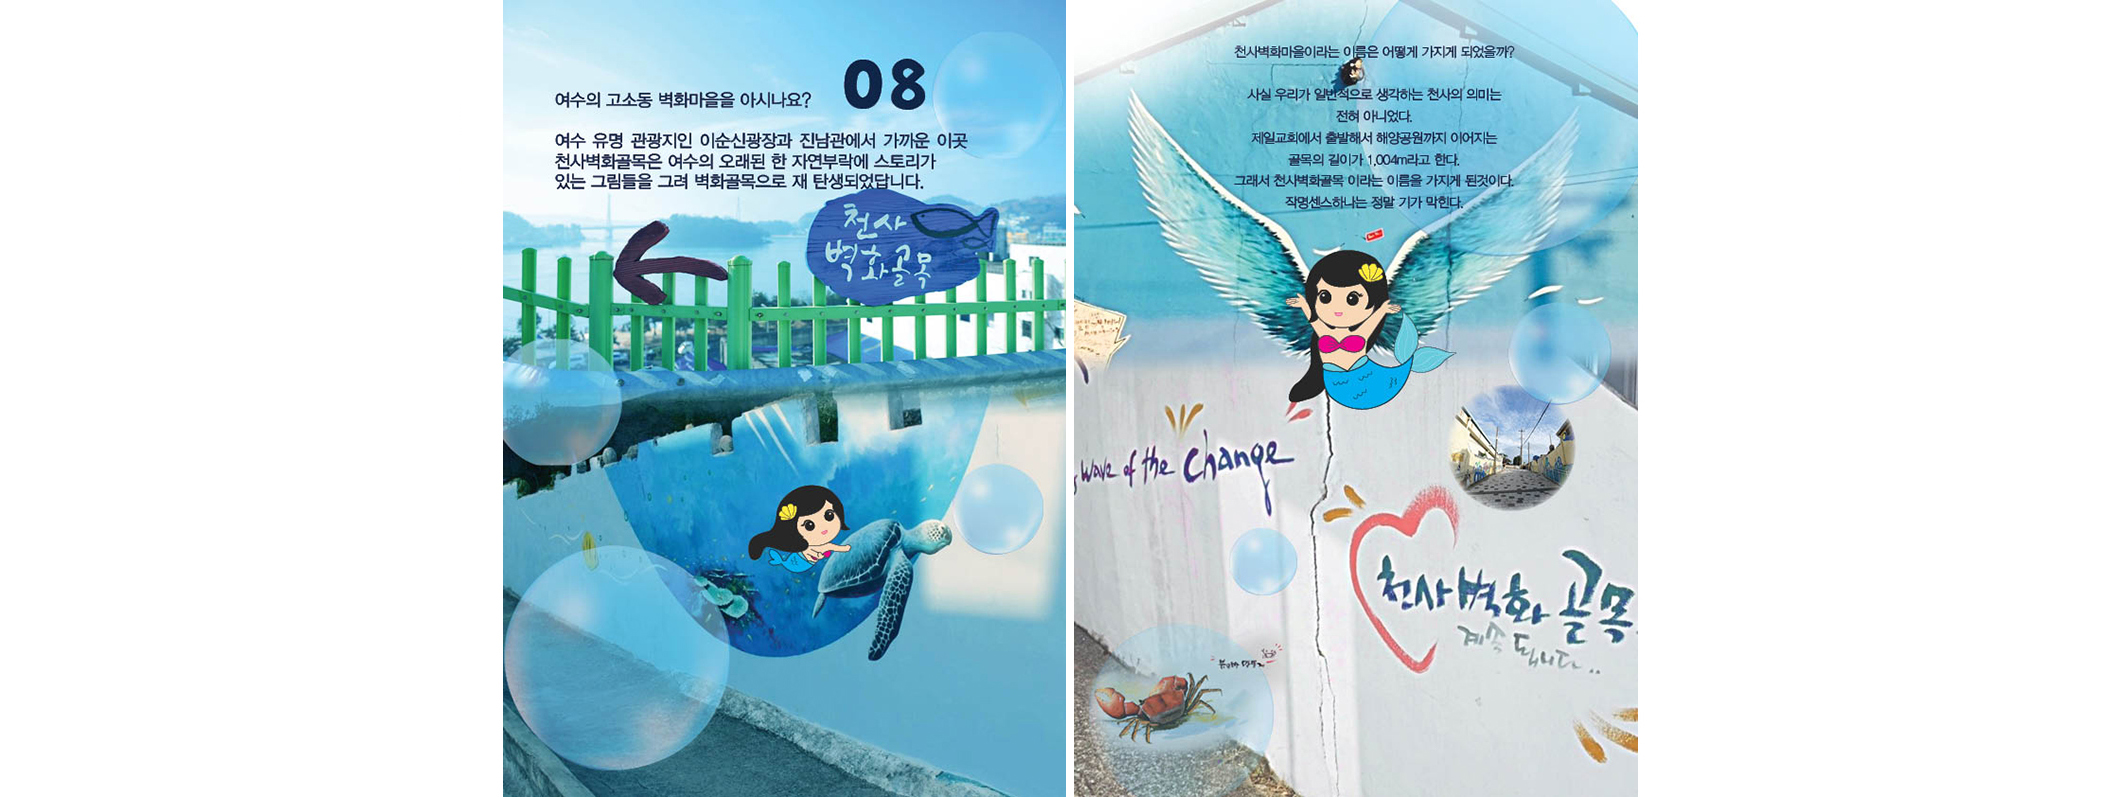 08
여수의 고소동 벽화마을을 아시나요?
여수 유명 관광지인 이순신광장과 진남관에서 가까운 이곳
천사벽화골목은 여수의 오래된 한 자연부락에 스토리가
있는 그림들을 그려 벽화골목으로 재 탄생되었답니다.
천사
벽화골목
천사벽화마을이라는 이름은 어떻게 가지게 되었을까?
사실 우리가 일반적으로 생각하는 천사의 의미는
전혀 아니었다.
제일교회에서 출발해서 해양공원까지 이어지는
골목의 길이가 1,004m라고 한다.
그래서 천사벽화골목 이라는 이름을 가지게 된것이다.
작명센스하나는 정말 기가 막힌다.
wave of the Change
천사벽화 골목
계속 됩니다..